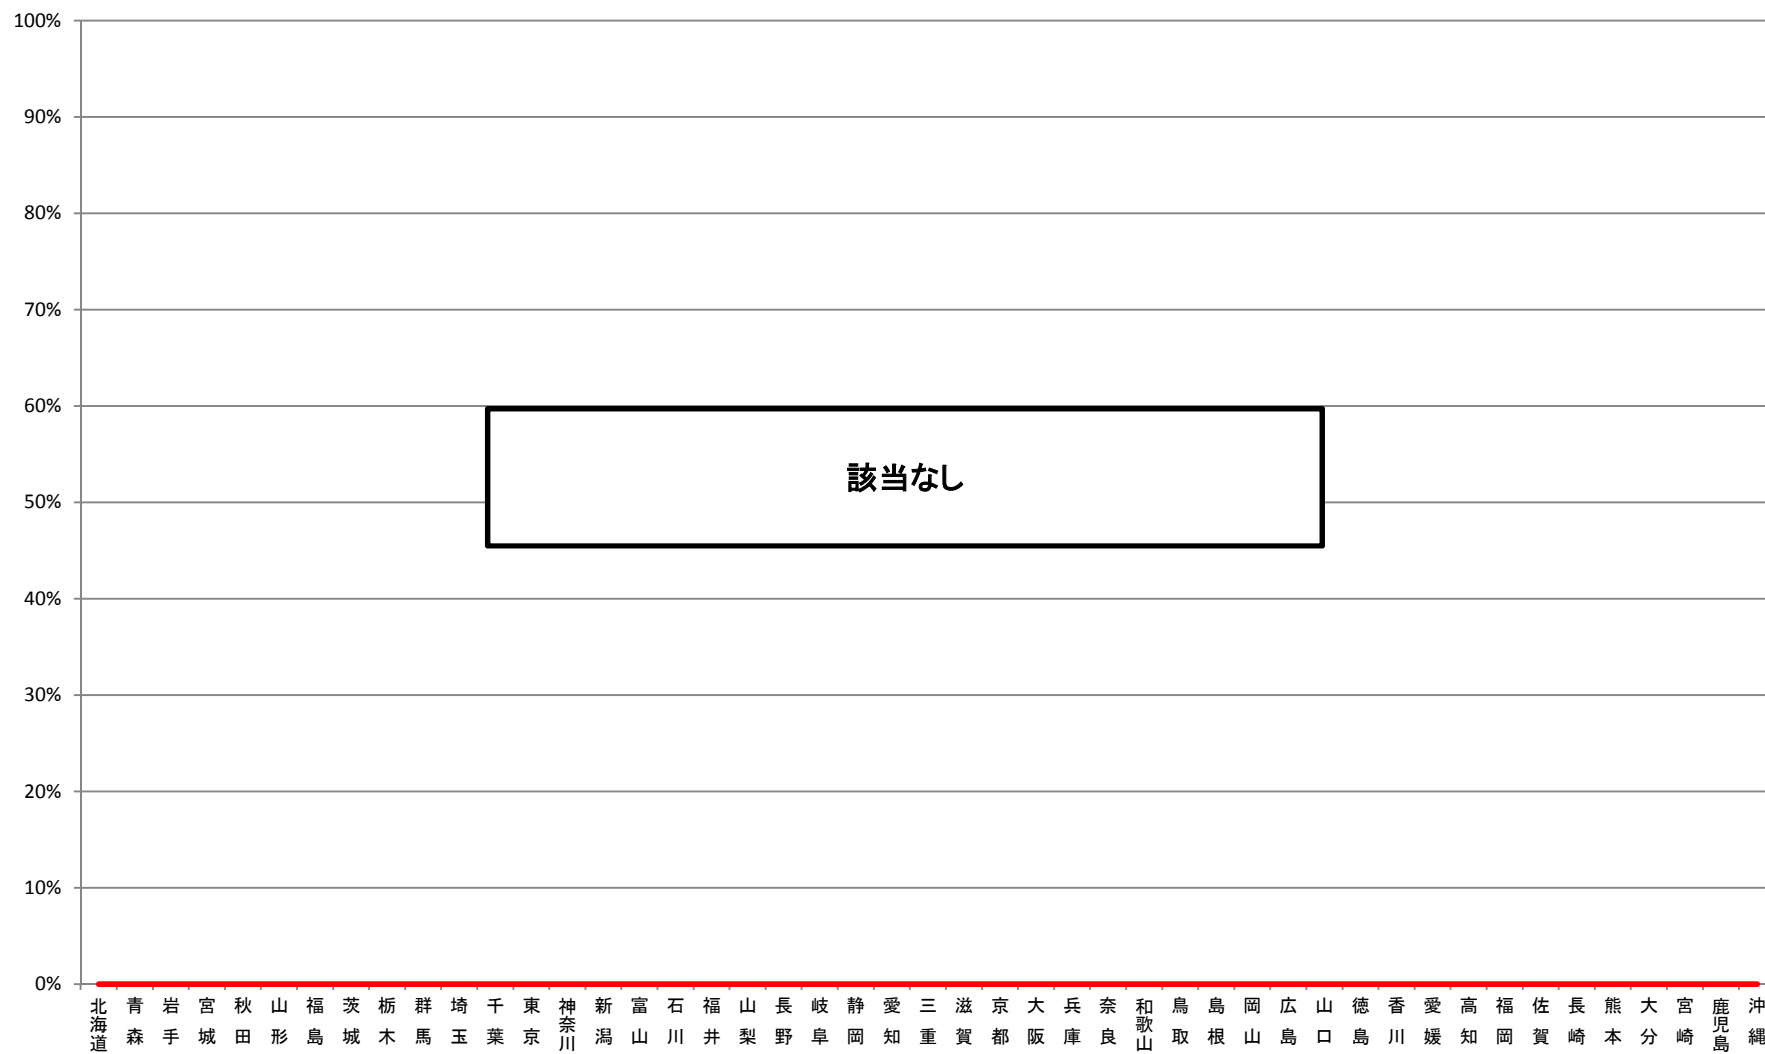 100%
90%
80%
70%
60%
50%
40%
30%
20%
10%
0%
該当なし
北海道
青森
岩手
宮城
秋田
山形
福島
茨城
栃木
群馬
埼玉
千葉
東京
神奈川
新潟
富山
石川
福井
山梨
長野
岐阜
静岡
愛知
三重
滋賀
京都
大阪
兵庫
奈良
和歌山
鳥取
島根
岡山
広島
山口
徳島
香川
愛媛
高知
福岡
佐賀
長崎
熊本
大分
宮崎
鹿児島
沖縄